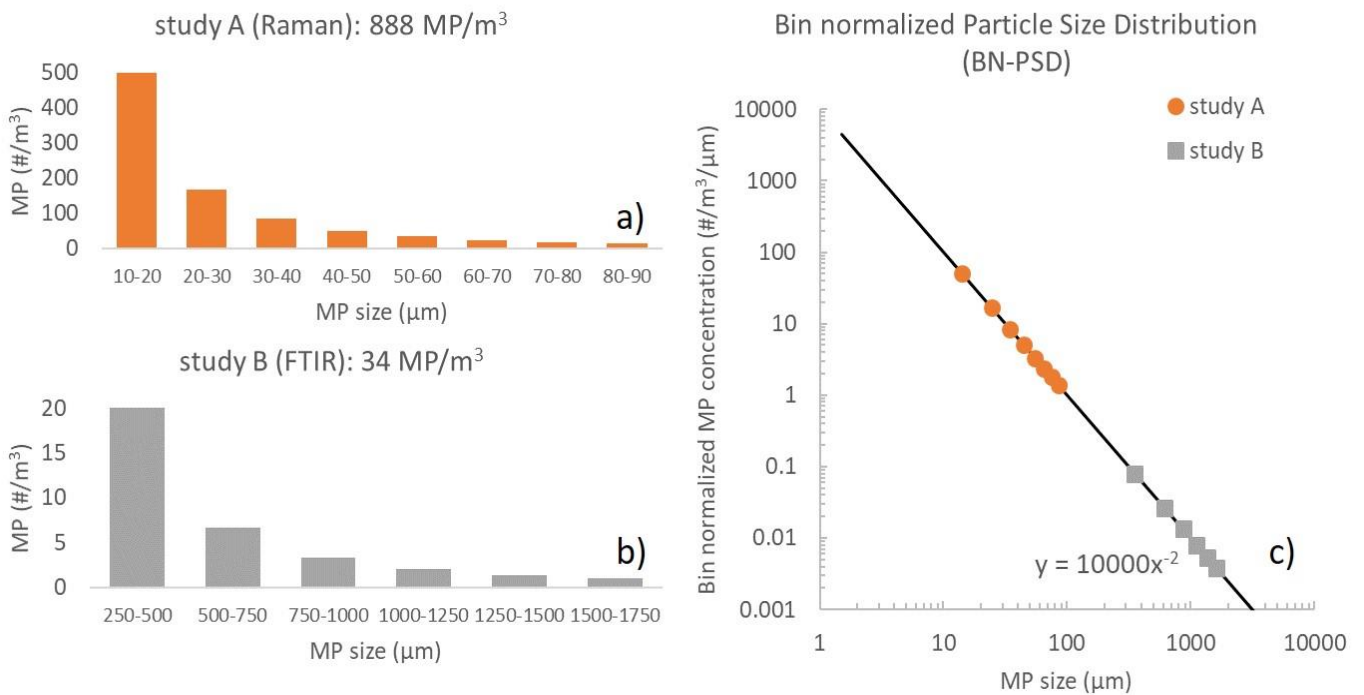 study A (Raman): 888 MP/m³
MP (#/m³)
500
400
300
200
100
0
10-20 20-30 30-40 40-50 50-60 60-70 70-80 80-90
MP size (µm)
a)
study B (FTIR): 34 MP/m³
MP (#/m³)
20
15
10
5
0
250-500 500-750 750-1000 1000-1250 1250-1500 1500-1750
MP size (µm)
b)
Bin normalized Particle Size Distribution
(BN-PSD)
Bin normalized MP concentration (#/m³/µm)
10000
1000
100
10
1
0.1
0.01
0.001
study A
study B
y = 10000x⁻²
c)
1 10 100 1000 10000
MP size (µm)